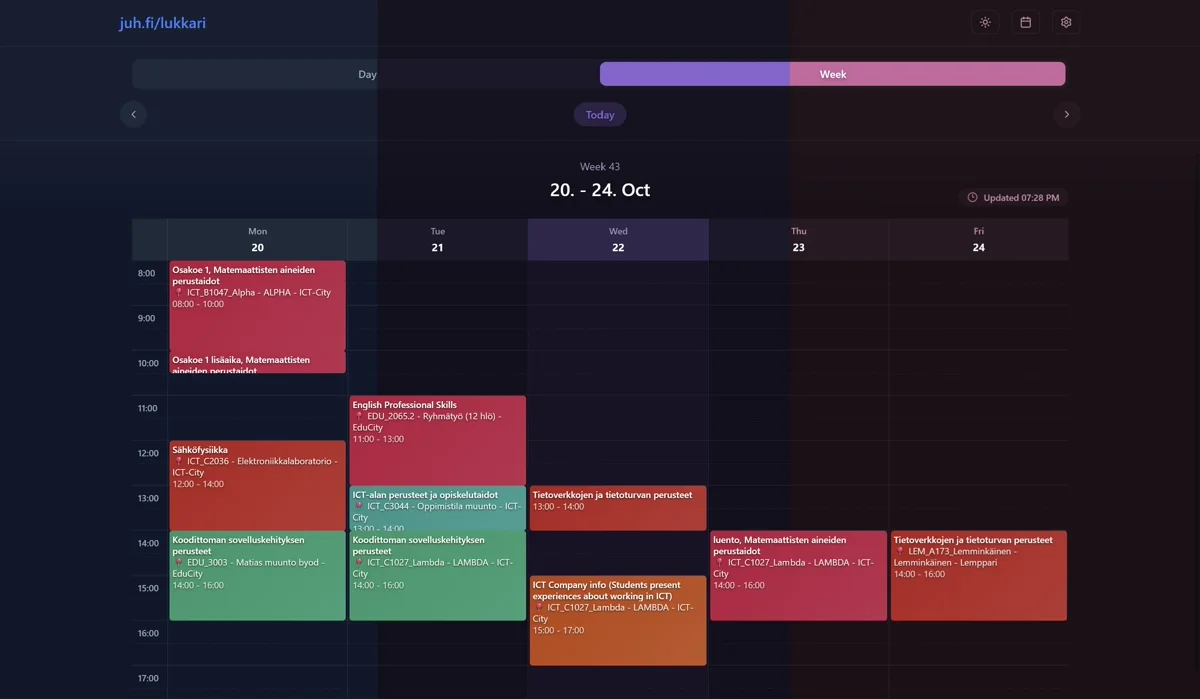 juh.fi/lukkari
Day
Week
Today
Week 43
20. - 24. Oct
Updated 07:28 PM
Mon
20
Tue
21
Wed
22
Thu
23
Fri
24
8:00
9:00
10:00
11:00
12:00
13:00
14:00
15:00
16:00
17:00
Osakoe 1, Matemaattisten aineiden
perustaidot
📍 ICT_B1047_Alpha - ALPHA - ICT-City
08:00 - 10:00
Osakoe 1 lisäaika, Matemaattisten
aineiden perustaidot
Sähköfysiikka
📍 ICT_C2036 - Elektroniikkalaboratorio -
ICT-City
12:00 - 14:00
Koodittoman sovelluskehityksen
perusteet
📍 EDU_3003 - Matias muunto byod -
EduCity
14:00 - 16:00
English Professional Skills
📍 EDU_2065.2 - Ryhmätyö (12 hlö) -
EduCity
11:00 - 13:00
ICT-alan perusteet ja opiskelutaidot
📍 ICT_C3044 - Oppimistila muunto - ICT-
City
13:00 - 14:00
Koodittoman sovelluskehityksen
perusteet
📍 ICT_C1027_Lambda - LAMBDA - ICT-
City
14:00 - 16:00
Tietoverkkojen ja tietoturvan perusteet
13:00 - 14:00
ICT Company info (Students present
experiences about working in ICT)
📍 ICT_C1027_Lambda - LAMBDA - ICT-
City
15:00 - 17:00
luento, Matemaattisten aineiden
perustaidot
📍 ICT_C1027_Lambda - LAMBDA - ICT-
City
14:00 - 16:00
Tietoverkkojen ja tietoturvan perusteet
📍 LEM_A173_Lemminkäinen -
Lemminkäinen - Lemppari
14:00 - 16:00